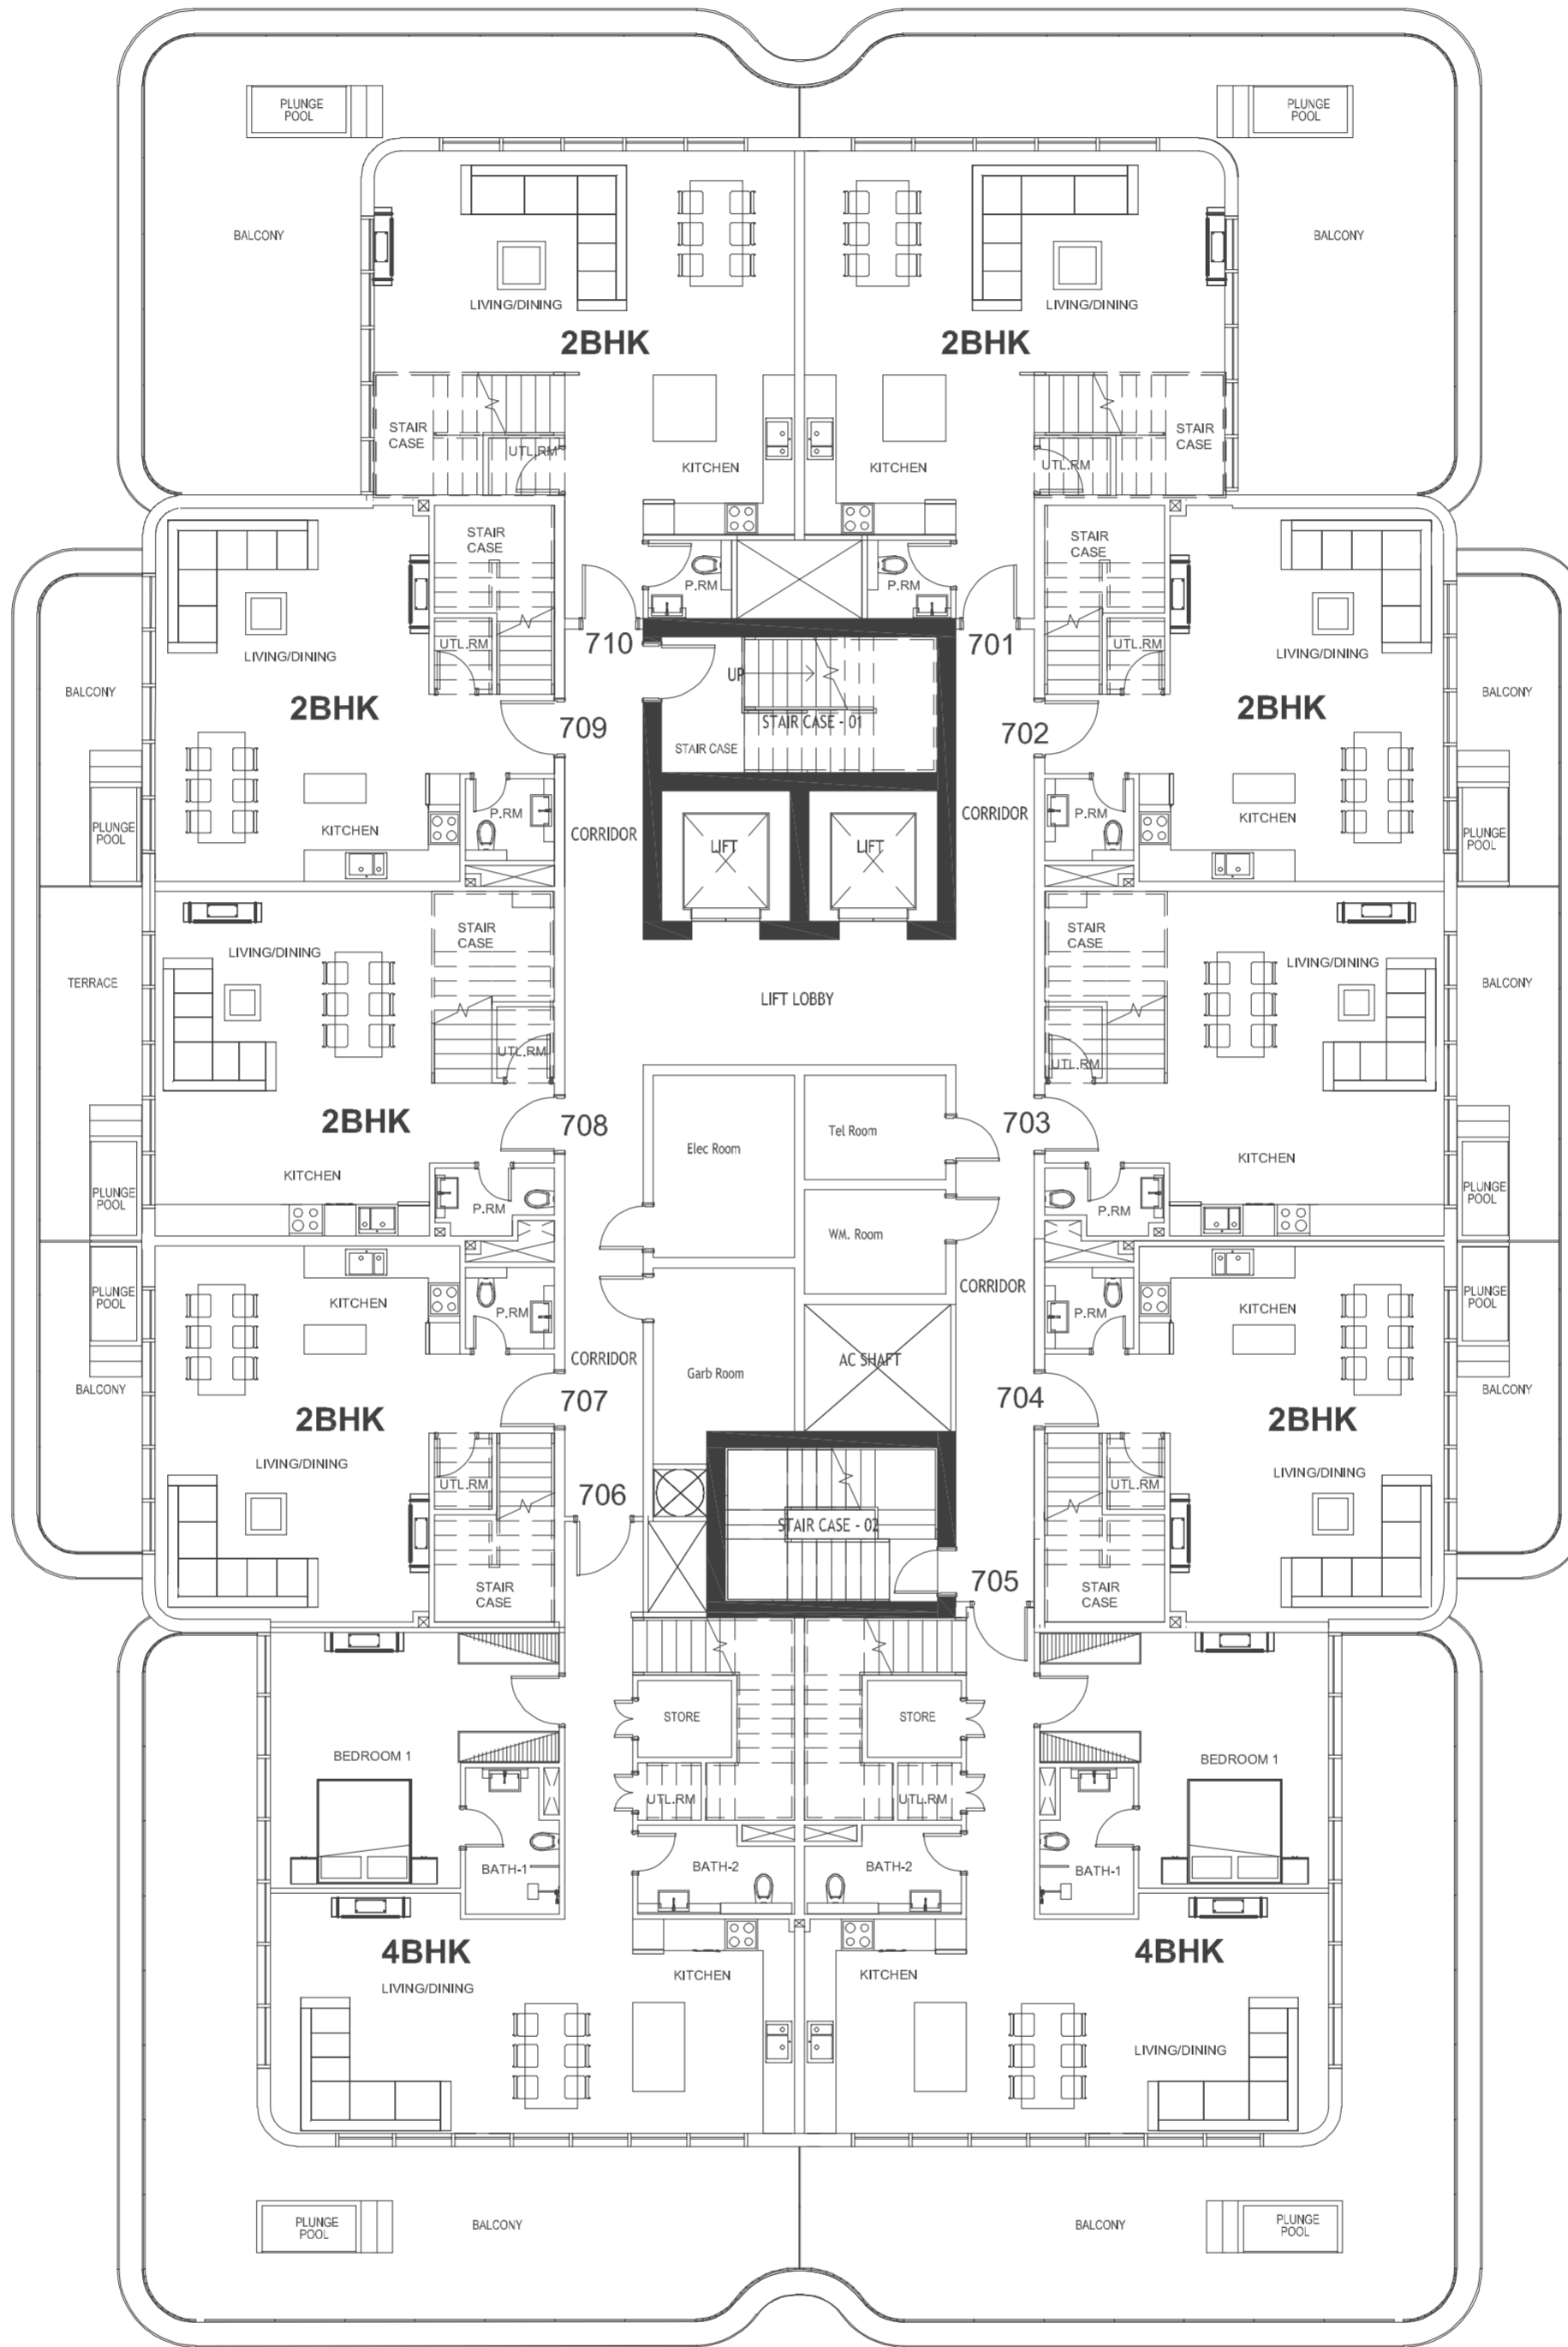 PLUNGE
POOL
PLUNGE
POOL
BALCONY
BALCONY
LIVING/DINING
LIVING/DINING
2BHK
2BHK
STAIR
CASE
UTL.RM
KITCHEN
KITCHEN
UTL.RM
STAIR
CASE
STAIR
CASE
P.RM
P.RM
STAIR
CASE
LIVING/DINING
UTL.RM
710
701
UTL.RM
LIVING/DINING
BALCONY
2BHK
709
UP
STAIR CASE - 01
STAIR CASE
702
2BHK
BALCONY
PLUNGE
POOL
KITCHEN
P.RM
CORRIDOR
LIFT
LIFT
CORRIDOR
P.RM
KITCHEN
PLUNGE
POOL
TERRACE
LIVING/DINING
STAIR
CASE
LIFT LOBBY
STAIR
CASE
LIVING/DINING
BALCONY
UTL.RM
UTL.RM
2BHK
708
Elec Room
Tel Room
703
KITCHEN
PLUNGE
POOL
KITCHEN
P.RM
WM. Room
P.RM
PLUNGE
POOL
PLUNGE
POOL
KITCHEN
P.RM
CORRIDOR
CORRIDOR
P.RM
KITCHEN
PLUNGE
POOL
BALCONY
2BHK
707
Garb Room
AC SHAFT
704
2BHK
BALCONY
LIVING/DINING
UTL.RM
706
STAIR CASE - 02
UTL.RM
LIVING/DINING
STAIR
CASE
705
STAIR
CASE
STORE
STORE
BEDROOM 1
BEDROOM 1
UTL.RM
UTL.RM
BATH-1
BATH-2
BATH-2
BATH-1
4BHK
4BHK
LIVING/DINING
KITCHEN
KITCHEN
LIVING/DINING
PLUNGE
POOL
BALCONY
BALCONY
PLUNGE
POOL